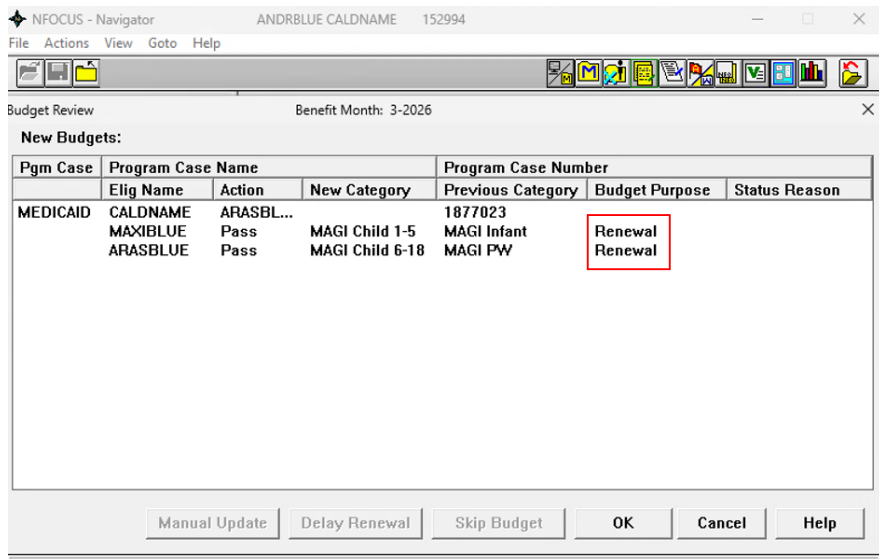 NFOCUS - Navigator ANDRBLUE CALDNAME 152994
File Actions View Goto Help
Budget Review Benefit Month: 3-2026
New Budgets:
Pgm Case Program Case Name Program Case Number
Elig Name Action New Category Previous Category Budget Purpose Status Reason
MEDICAID CALDNAME ARASBL... 1877023
MAXIBLUE Pass MAGI Child 1-5 MAGI Infant Renewal
ARASBLUE Pass MAGI Child 6-18 MAGI PW Renewal
Manual Update Delay Renewal Skip Budget OK Cancel Help